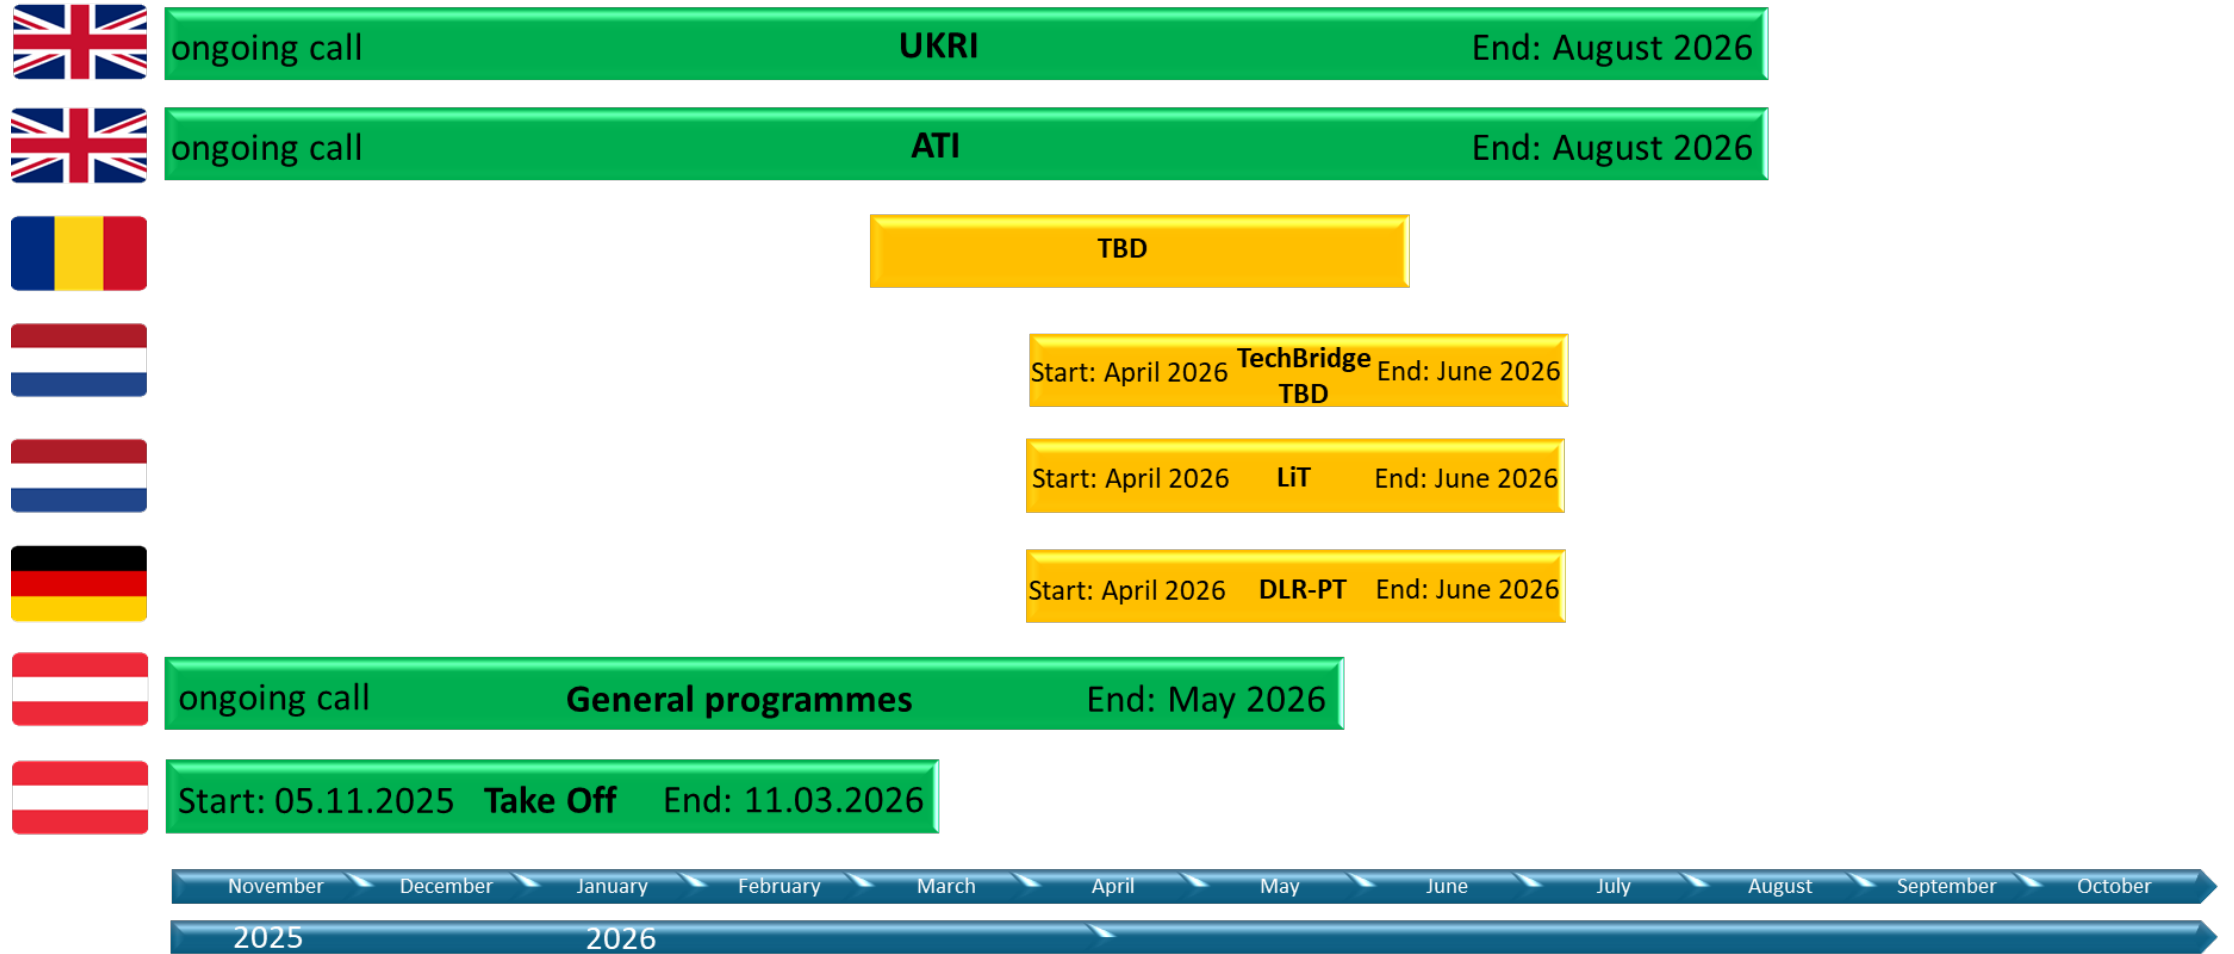 ongoing call UKRI End: August 2026
ongoing call ATI End: August 2026
TBD
Start: April 2026 TechBridge End: June 2026
TBD
Start: April 2026 LiT End: June 2026
Start: April 2026 DLR-PT End: June 2026
ongoing call General programmes End: May 2026
Start: 05.11.2025 Take Off End: 11.03.2026
November December January February March April May June July August September October
2025 2026